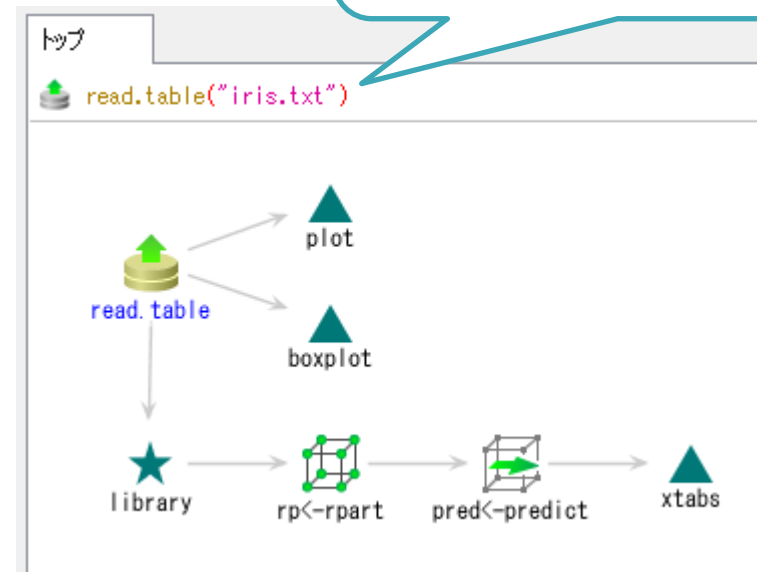 トップ
read.table("iris.txt")
plot
read.table
boxplot
library
rp<-rpart
pred<-predict
xtabs